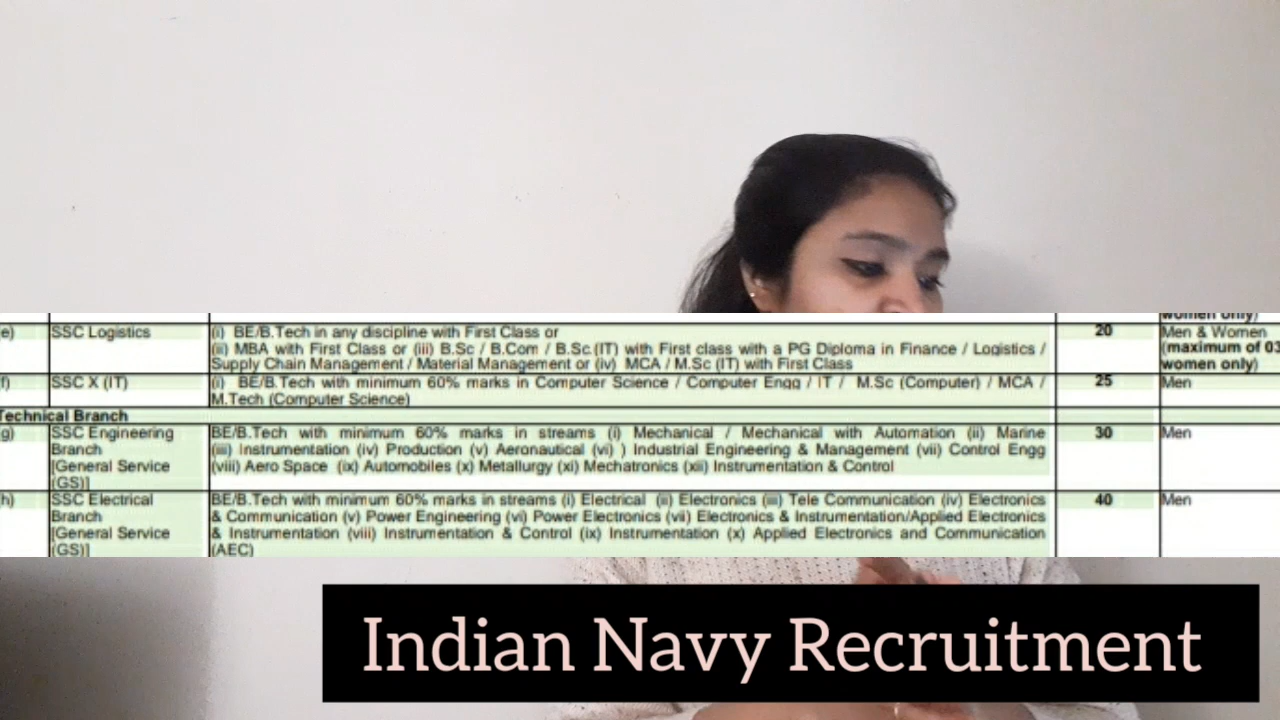 women only)
e) SSC Logistics (i) BE/B.Tech in any discipline with First Class or 20 Men & Women
(ii) MBA with First Class or (iii) B.Sc / B.Com / B.Sc.(IT) with First class with a PG Diploma in Finance / Logistics / (maximum of 03
Supply Chain Management / Material Management or (iv) MCA / M.Sc (IT) with First Class women only)
f) SSC X (IT) (i) BE/B.Tech with minimum 60% marks in Computer Science / Computer Engg / IT / M.Sc (Computer) / MCA / 25 Men
M.Tech (Computer Science)
Technical Branch
g) SSC Engineering BE/B.Tech with minimum 60% marks in streams (i) Mechanical / Mechanical with Automation (ii) Marine 30 Men
Branch (iii) Instrumentation (iv) Production (v) Aeronautical (vi) ) Industrial Engineering & Management (vii) Control Engg
[General Service (viii) Aero Space (ix) Automobiles (x) Metallurgy (xi) Mechatronics (xii) Instrumentation & Control
(GS)]
h) SSC Electrical BE/B.Tech with minimum 60% marks in streams (i) Electrical (ii) Electronics (iii) Tele Communication (iv) Electronics 40 Men
Branch & Communication (v) Power Engineering (vi) Power Electronics (vii) Electronics & Instrumentation/Applied Electronics
[General Service & Instrumentation (viii) Instrumentation & Control (ix) Instrumentation (x) Applied Electronics and Communication
(GS)] (AEC)
Indian Navy Recruitment